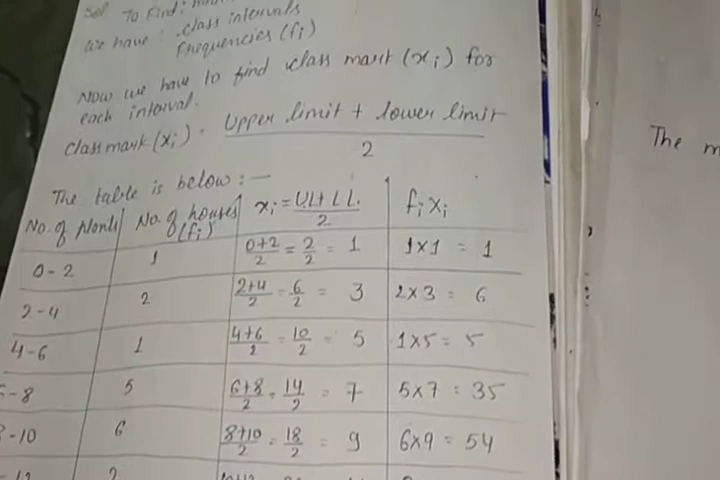 Sol To Find:
We have : class intervals
Frequencies (fi)
Now we have to find class mark (xi) for
each interval.
Class mark (xi) = Upper limit + lower limit
2
The table is below : —
No. of Plants No. of houses (fi) xi = UL + LL / 2 fi xi
0 - 2 1 0+2/2 = 2/2 = 1 1 x 1 = 1
2 - 4 2 2+4/2 = 6/2 = 3 2 x 3 = 6
4 - 6 1 4+6/2 = 10/2 = 5 1 x 5 = 5
- 8 5 6+8/2 = 14/2 = 7 5 x 7 = 35
- 10 6 8+10/2 = 18/2 = 9 6 x 9 = 54
The